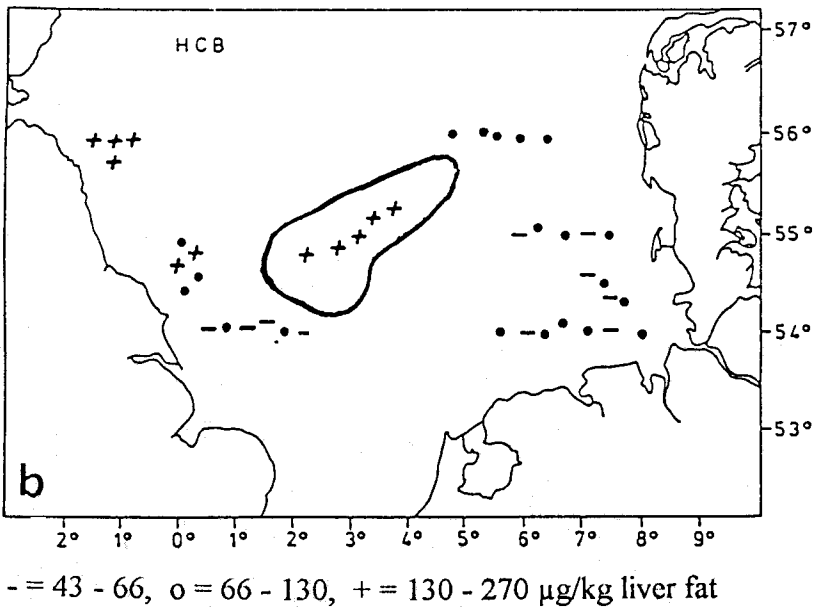 HCB
57°
56°
55°
54°
53°
b
2° 1° 0° 1° 2° 3° 4° 5° 6° 7° 8° 9°
- = 43 - 66, o = 66 - 130, + = 130 - 270 µg/kg liver fat